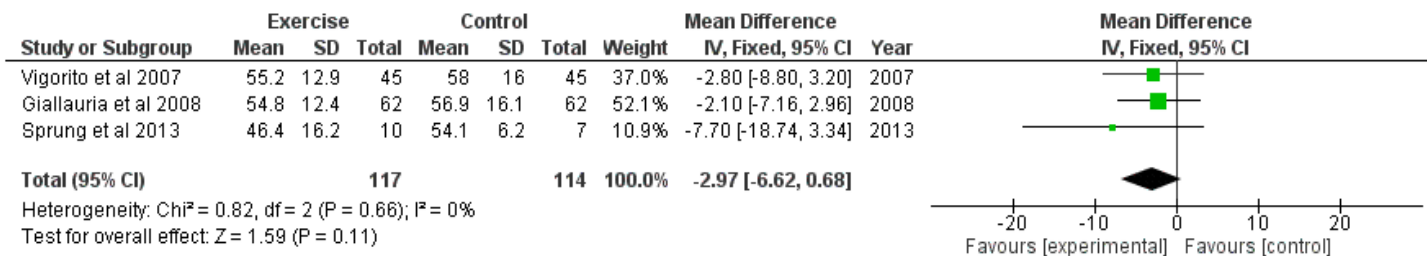 Exercise Control Mean Difference Mean Difference
Study or Subgroup Mean SD Total Mean SD Total Weight IV, Fixed, 95% CI Year IV, Fixed, 95% CI
Vigorito et al 2007 55.2 12.9 45 58 16 45 37.0% -2.80 [-8.80, 3.20] 2007
Giallauria et al 2008 54.8 12.4 62 56.9 16.1 62 52.1% -2.10 [-7.16, 2.96] 2008
Sprung et al 2013 46.4 16.2 10 54.1 6.2 7 10.9% -7.70 [-18.74, 3.34] 2013
Total (95% CI) 117 114 100.0% -2.97 [-6.62, 0.68]
Heterogeneity: Chi² = 0.82, df = 2 (P = 0.66); I² = 0%
Test for overall effect: Z = 1.59 (P = 0.11)
-20 -10 0 10 20
Favours [experimental] Favours [control]